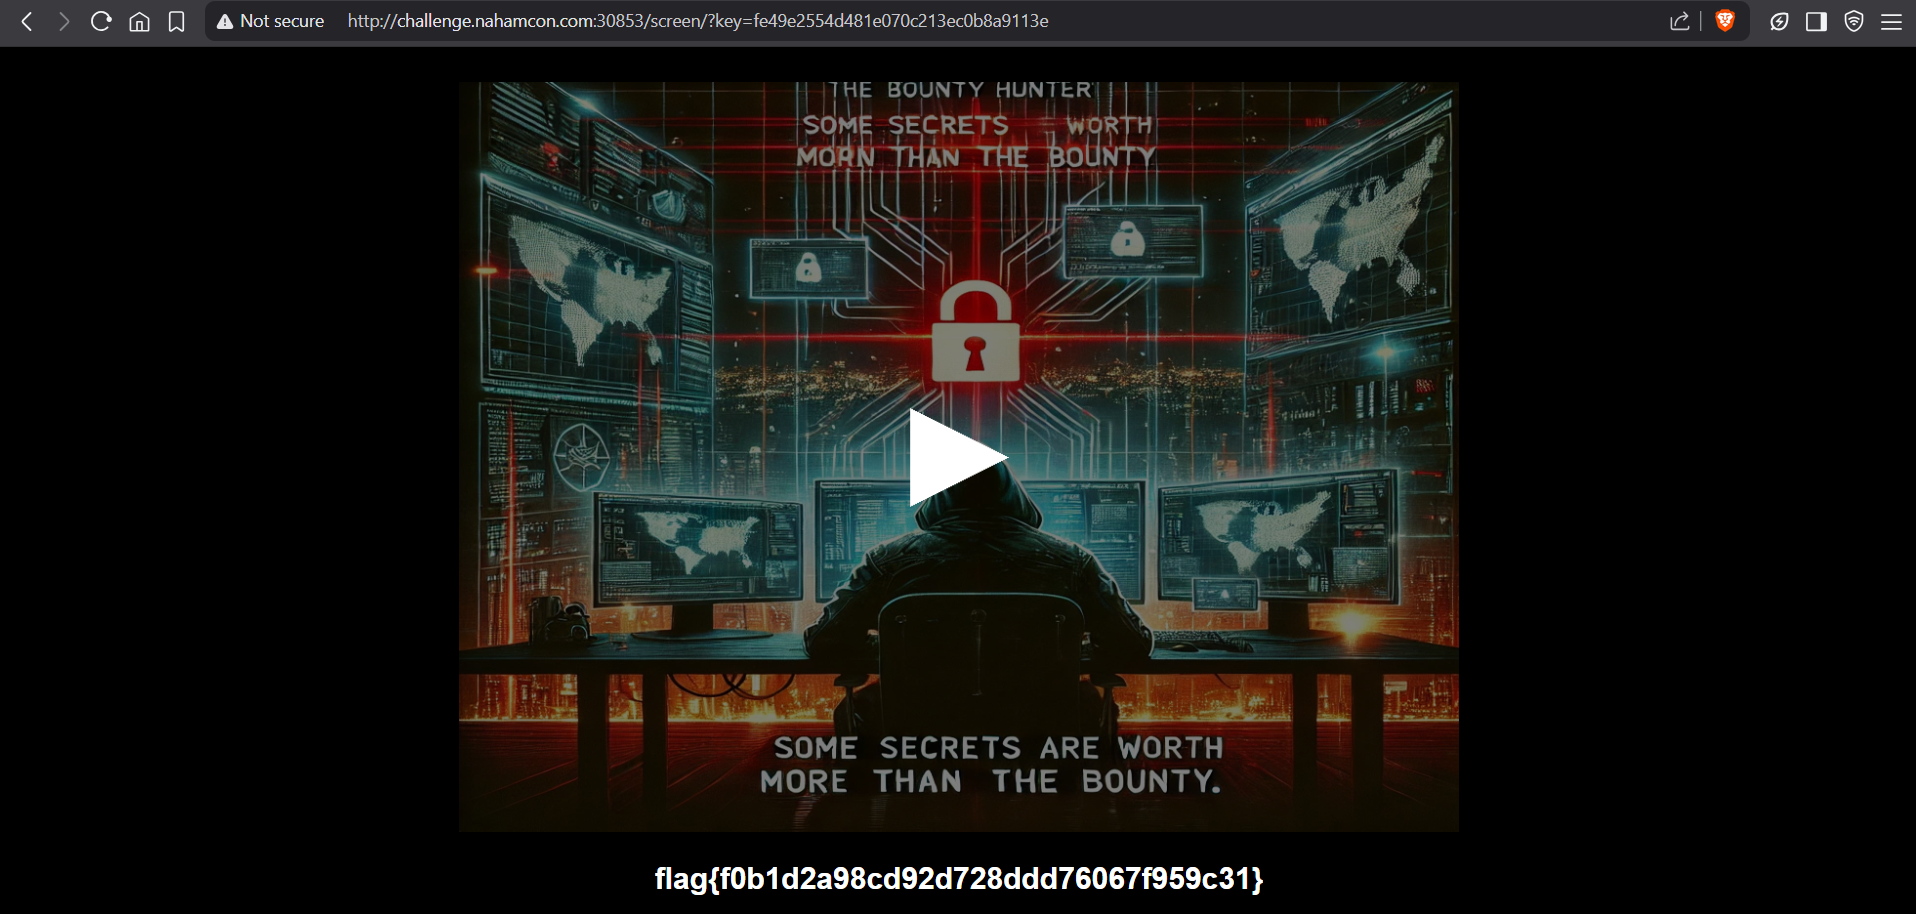 Not secure http://challenge.nahamcon.com:30853/screen/?key=fe49e2554d481e070c213ec0b8a9113e
THE BOUNTY HUNTER
SOME SECRETS WORTH
MORN THAN THE BOUNTY
SOME SECRETS ARE WORTH
MORE THAN THE BOUNTY.
flag{f0b1d2a98cd92d728ddd76067f959c31}